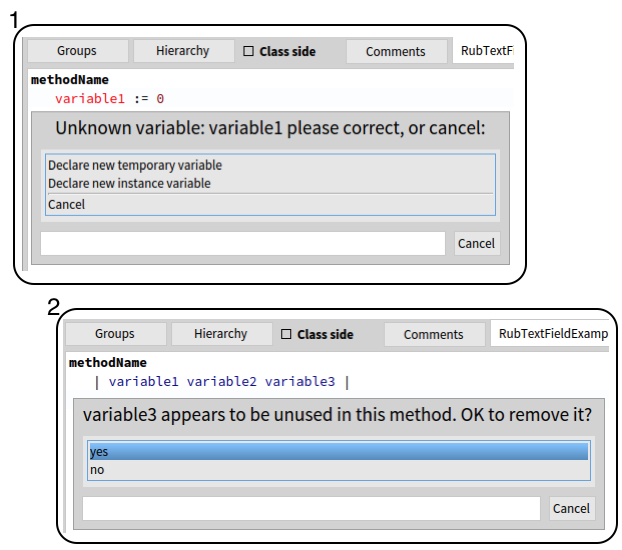 1
Groups Hierarchy Class side Comments RubTextFi
methodName
variable1 := 0
Unknown variable: variable1 please correct, or cancel:
Declare new temporary variable
Declare new instance variable
Cancel
Cancel
2
Groups Hierarchy Class side Comments RubTextFieldExamp
methodName
| variable1 variable2 variable3 |
variable3 appears to be unused in this method. OK to remove it?
yes
no
Cancel